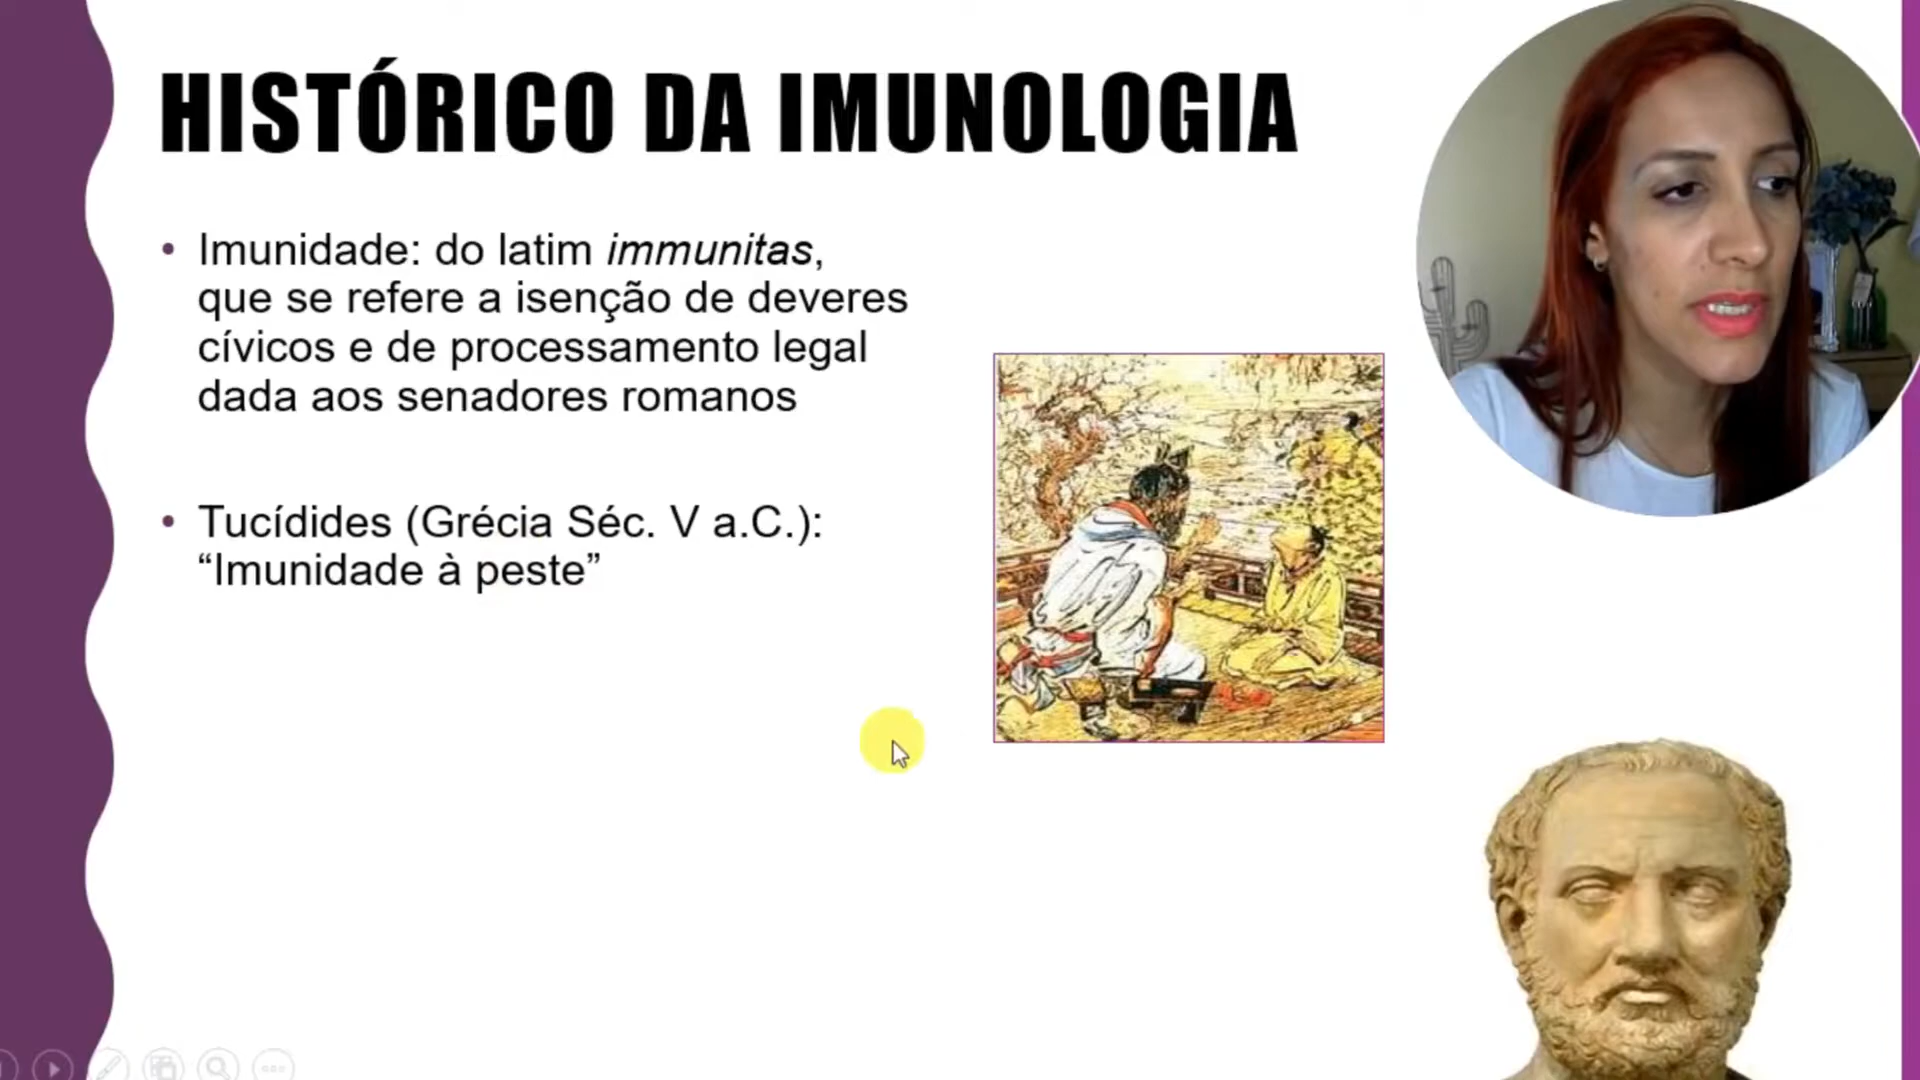 HISTÓRICO DA IMUNOLOGIA
• Imunidade: do latim immunitas,
que se refere a isenção de deveres
cívicos e de processamento legal
dada aos senadores romanos
• Tucídides (Grécia Séc. V a.C.):
“Imunidade à peste”